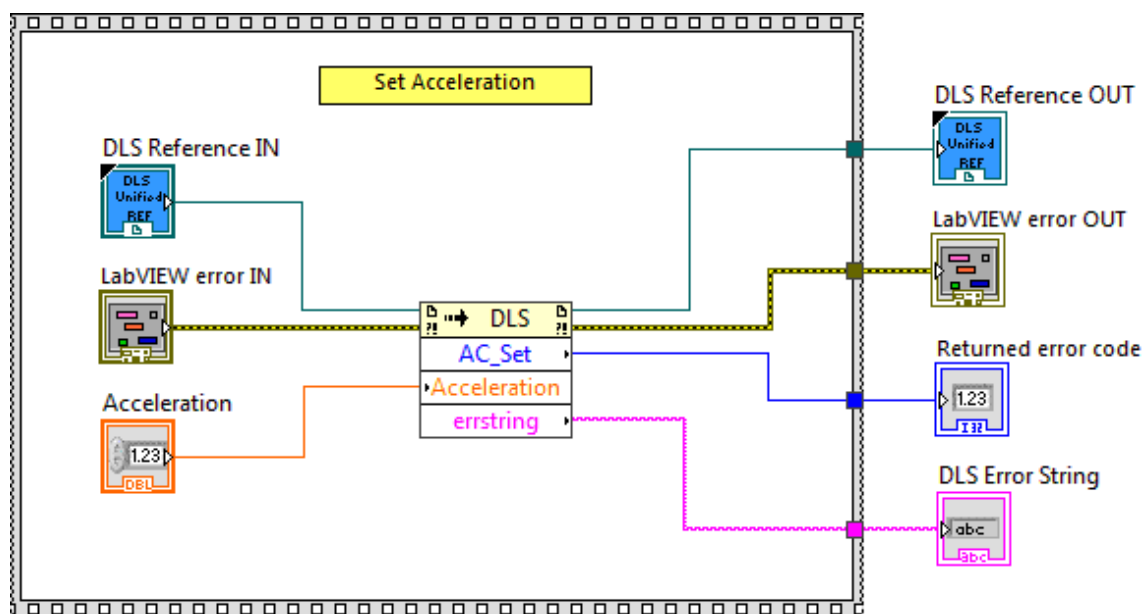 Set Acceleration
DLS Reference OUT
DLS
Unified
REF
DLS Reference IN
DLS
Unified
REF
LabVIEW error OUT
LabVIEW error IN
?! DLS ?!
AC_Set
Acceleration
errstring
Returned error code
1.23
I32
Acceleration
1.23
DBL
DLS Error String
abc
abc